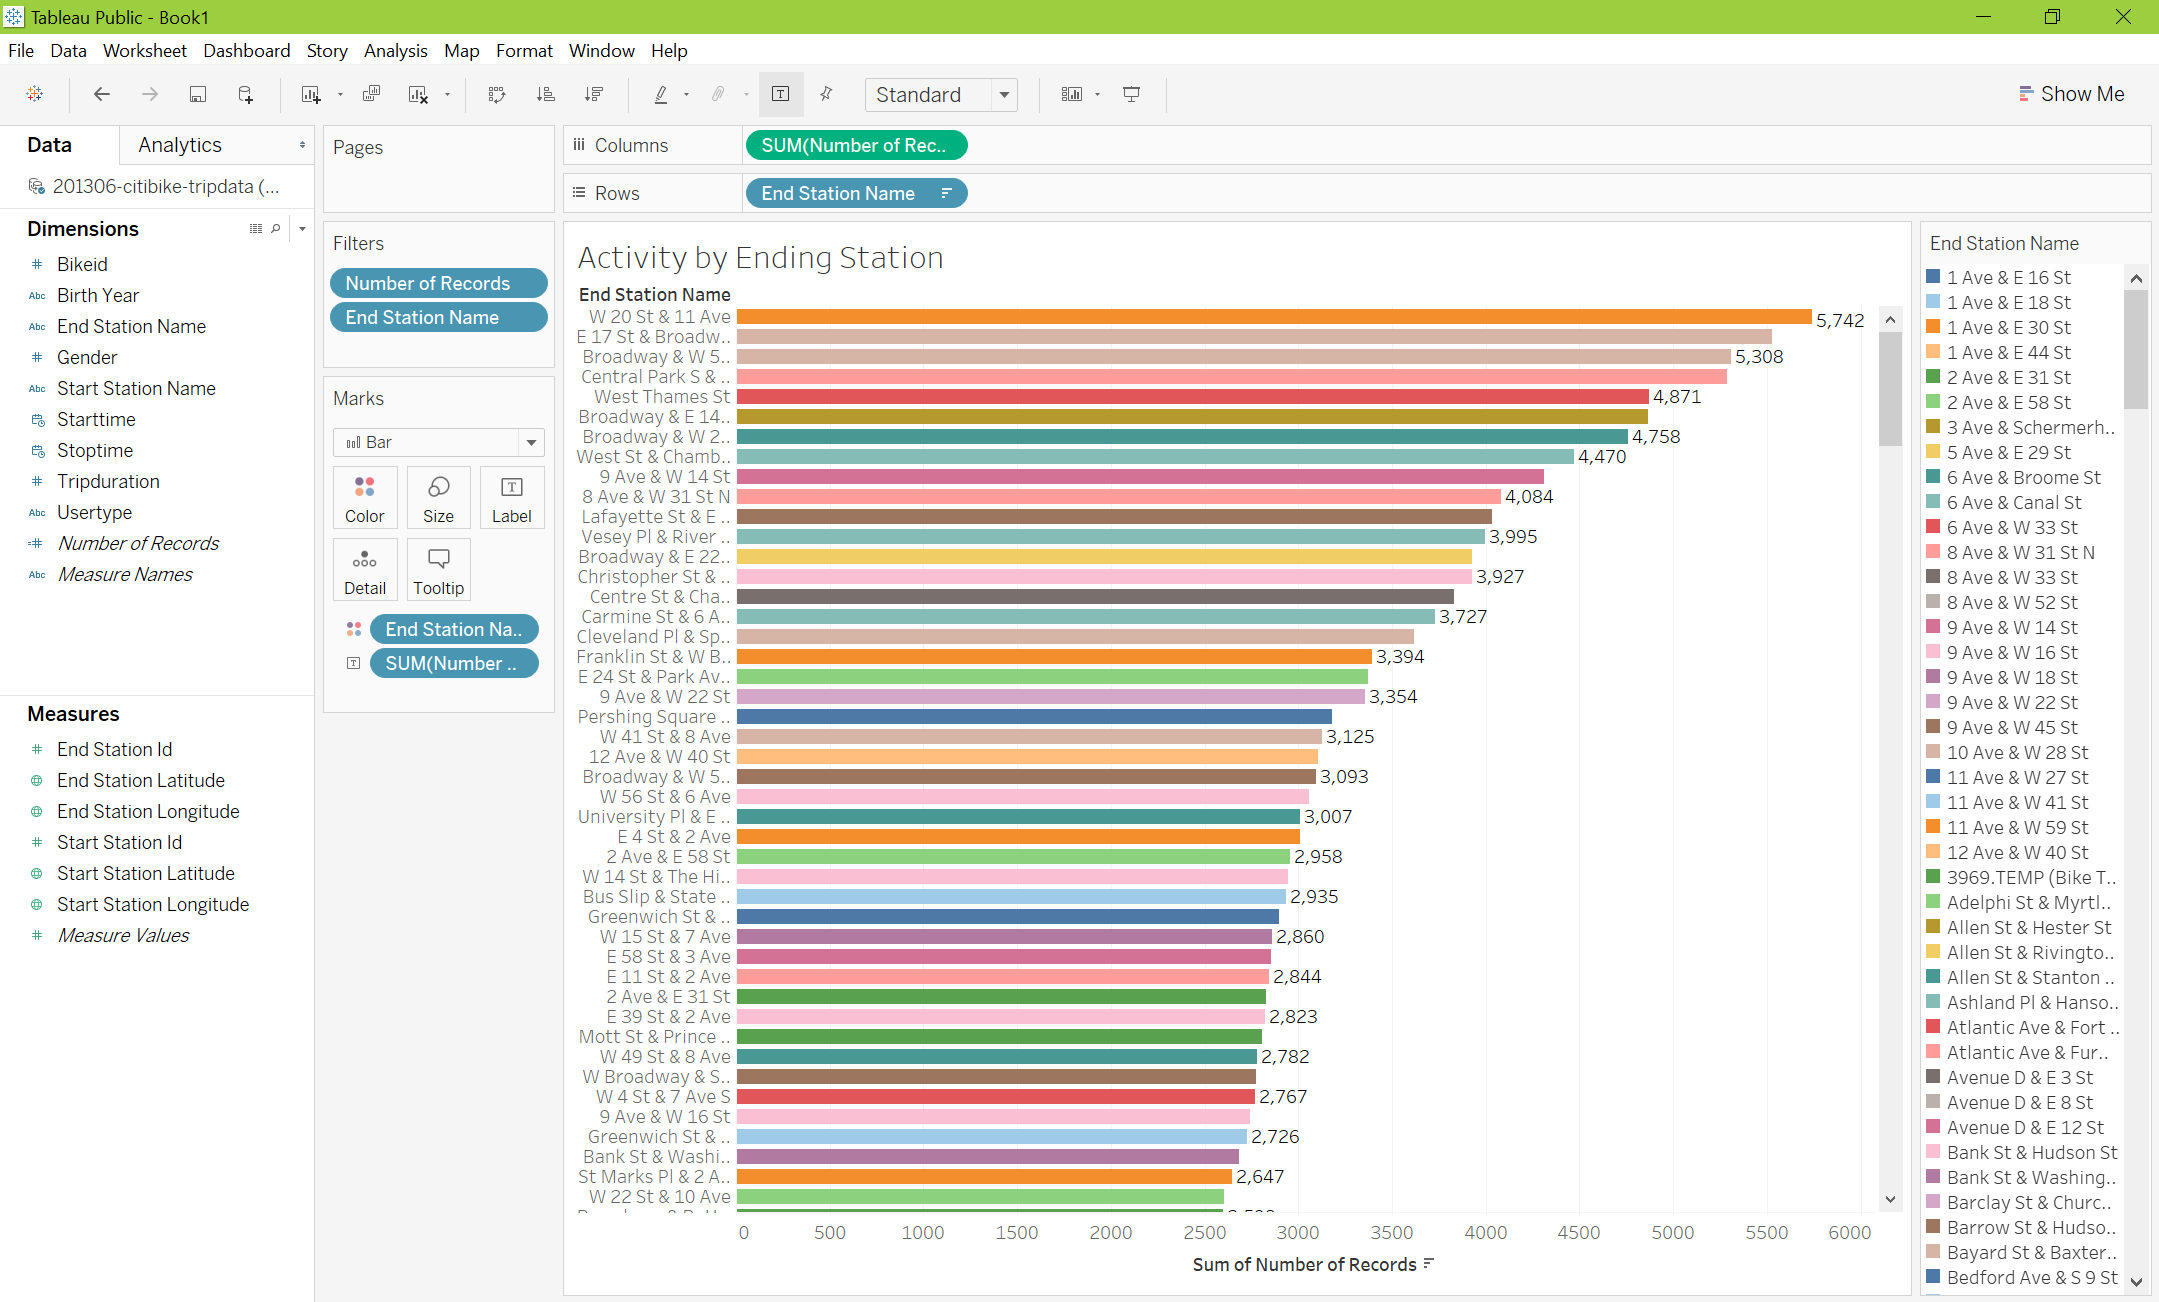 Tableau Public - Book1
File Data Worksheet Dashboard Story Analysis Map Format Window Help
Standard
Show Me
Data
Analytics
201306-citibike-tripdata (...
Dimensions
Bikeid
Abc Birth Year
Abc End Station Name
Gender
Abc Start Station Name
Starttime
Stoptime
Tripduration
Abc Usertype
Number of Records
Abc Measure Names
Measures
End Station Id
End Station Latitude
End Station Longitude
Start Station Id
Start Station Latitude
Start Station Longitude
Measure Values
Pages
Filters
Number of Records
End Station Name
Marks
Bar
Color Size Label
Detail Tooltip
End Station Na..
SUM(Number ..
Columns SUM(Number of Rec..
Rows End Station Name
Activity by Ending Station
End Station Name
W 20 St & 11 Ave 5,742
E 17 St & Broadw..
Broadway & W 5.. 5,308
Central Park S & ..
West Thames St 4,871
Broadway & E 14..
Broadway & W 2.. 4,758
West St & Chamb.. 4,470
9 Ave & W 14 St
8 Ave & W 31 St N 4,084
Lafayette St & E ..
Vesey Pl & River .. 3,995
Broadway & E 22..
Christopher St & .. 3,927
Centre St & Cha..
Carmine St & 6 A.. 3,727
Cleveland Pl & Sp..
Franklin St & W B.. 3,394
E 24 St & Park Av..
9 Ave & W 22 St 3,354
Pershing Square ..
W 41 St & 8 Ave 3,125
12 Ave & W 40 St
Broadway & W 5.. 3,093
W 56 St & 6 Ave
University Pl & E .. 3,007
E 4 St & 2 Ave
2 Ave & E 58 St 2,958
W 14 St & The Hi..
Bus Slip & State .. 2,935
Greenwich St & ..
W 15 St & 7 Ave 2,860
E 58 St & 3 Ave
E 11 St & 2 Ave 2,844
2 Ave & E 31 St
E 39 St & 2 Ave 2,823
Mott St & Prince ..
W 49 St & 8 Ave 2,782
W Broadway & S..
W 4 St & 7 Ave S 2,767
9 Ave & W 16 St
Greenwich St & .. 2,726
Bank St & Washi..
St Marks Pl & 2 A.. 2,647
W 22 St & 10 Ave
0 500 1000 1500 2000 2500 3000 3500 4000 4500 5000 5500 6000
Sum of Number of Records
End Station Name
1 Ave & E 16 St
1 Ave & E 18 St
1 Ave & E 30 St
1 Ave & E 44 St
2 Ave & E 31 St
2 Ave & E 58 St
3 Ave & Schermerh..
5 Ave & E 29 St
6 Ave & Broome St
6 Ave & Canal St
6 Ave & W 33 St
8 Ave & W 31 St N
8 Ave & W 33 St
8 Ave & W 52 St
9 Ave & W 14 St
9 Ave & W 16 St
9 Ave & W 18 St
9 Ave & W 22 St
9 Ave & W 45 St
10 Ave & W 28 St
11 Ave & W 27 St
11 Ave & W 41 St
11 Ave & W 59 St
12 Ave & W 40 St
3969.TEMP (Bike T..
Adelphi St & Myrtl..
Allen St & Hester St
Allen St & Rivingto..
Allen St & Stanton ..
Ashland Pl & Hanso..
Atlantic Ave & Fort ..
Atlantic Ave & Fur..
Avenue D & E 3 St
Avenue D & E 8 St
Avenue D & E 12 St
Bank St & Hudson St
Bank St & Washing..
Barclay St & Churc..
Barrow St & Hudso..
Bayard St & Baxter..
Bedford Ave & S 9 St